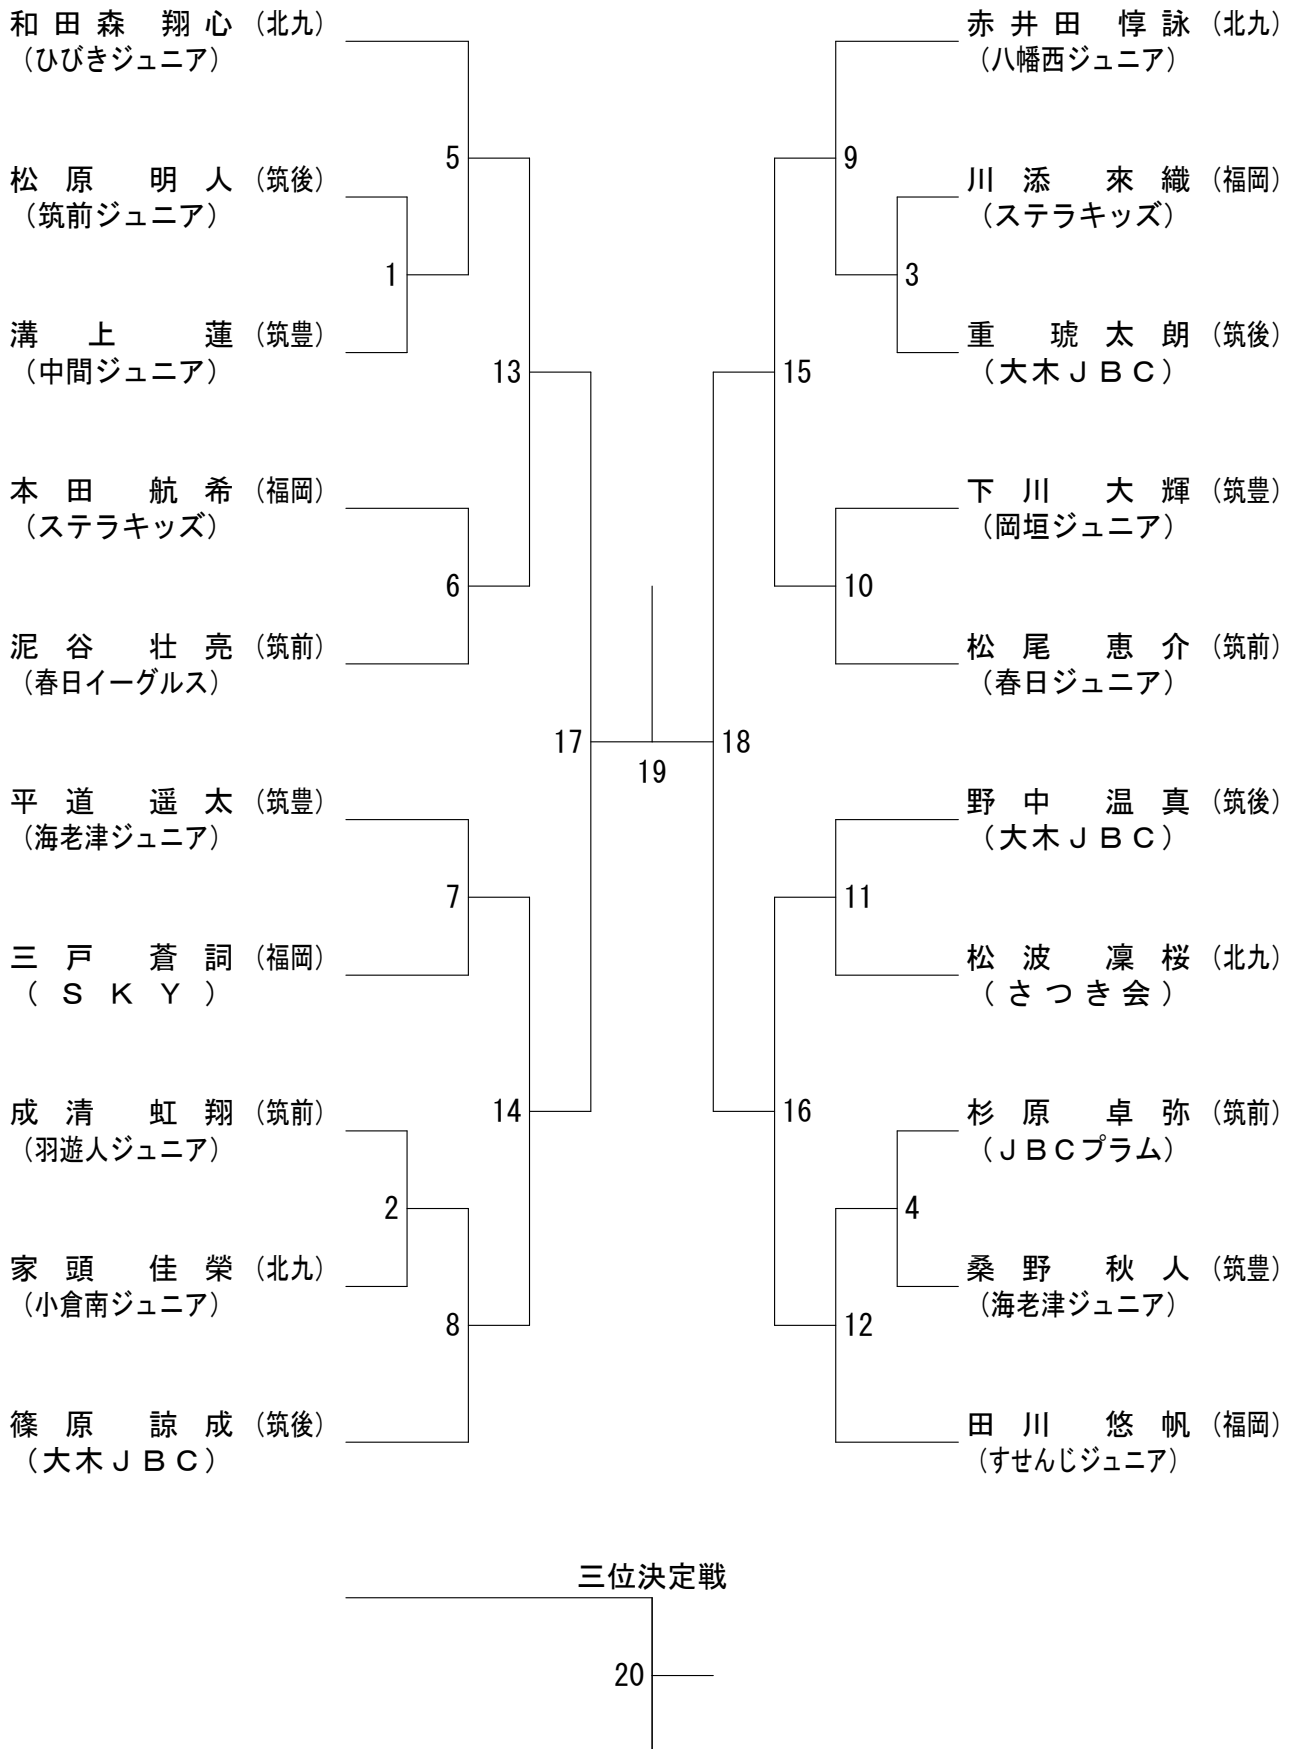 和田森 翔心 (北九)
(ひびきジュニア)
5
松原 明人 (筑後)
(筑前ジュニア)
1
溝上 蓮 (筑豊)
(中間ジュニア)
13
本田 航希 (福岡)
(ステラキッズ)
6
泥谷 壮亮 (筑前)
(春日イーグルス)
17
平道 遥太 (筑豊)
(海老津ジュニア)
7
三戸 蒼詞 (福岡)
(SKY)
14
成清 虹翔 (筑前)
(羽遊人ジュニア)
2
家頭 佳榮 (北九)
(小倉南ジュニア)
8
篠原 諒成 (筑後)
(大木JBC)
19
赤井田 惇詠 (北九)
(八幡西ジュニア)
9
川添 來織 (福岡)
(ステラキッズ)
3
重 琥太朗 (筑後)
(大木JBC)
15
下川 大輝 (筑豊)
(岡垣ジュニア)
10
松尾 恵介 (筑前)
(春日ジュニア)
18
野中 温真 (筑後)
(大木JBC)
11
松波 凜桜 (北九)
(さつき会)
16
杉原 卓弥 (筑前)
(JBCプラム)
4
桑野 秋人 (筑豊)
(海老津ジュニア)
12
田川 悠帆 (福岡)
(すせんじジュニア)
三位決定戦
20